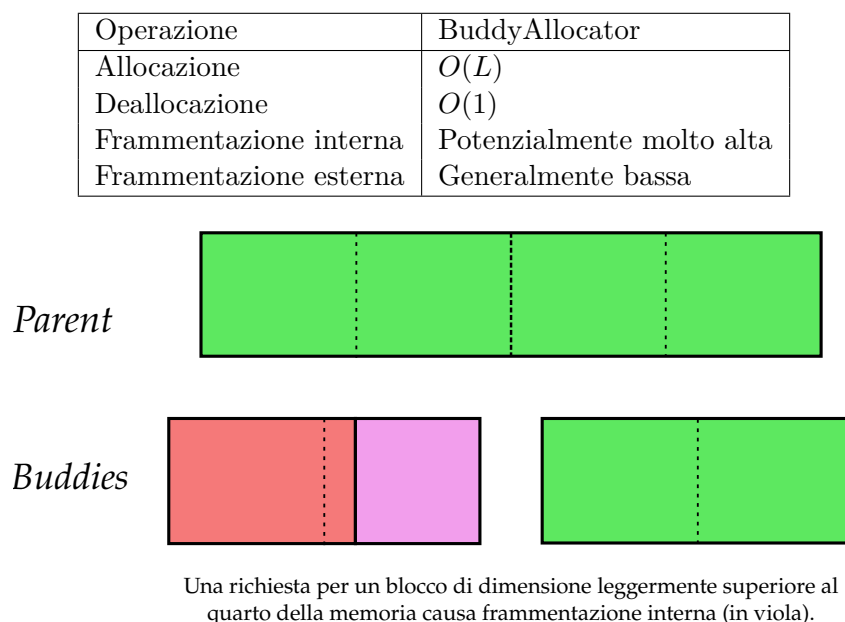 Operazione BuddyAllocator
Allocazione O(L)
Deallocazione O(1)
Frammentazione interna Potenzialmente molto alta
Frammentazione esterna Generalmente bassa
Parent
Buddies
Una richiesta per un blocco di dimensione leggermente superiore al
quarto della memoria causa frammentazione interna (in viola).